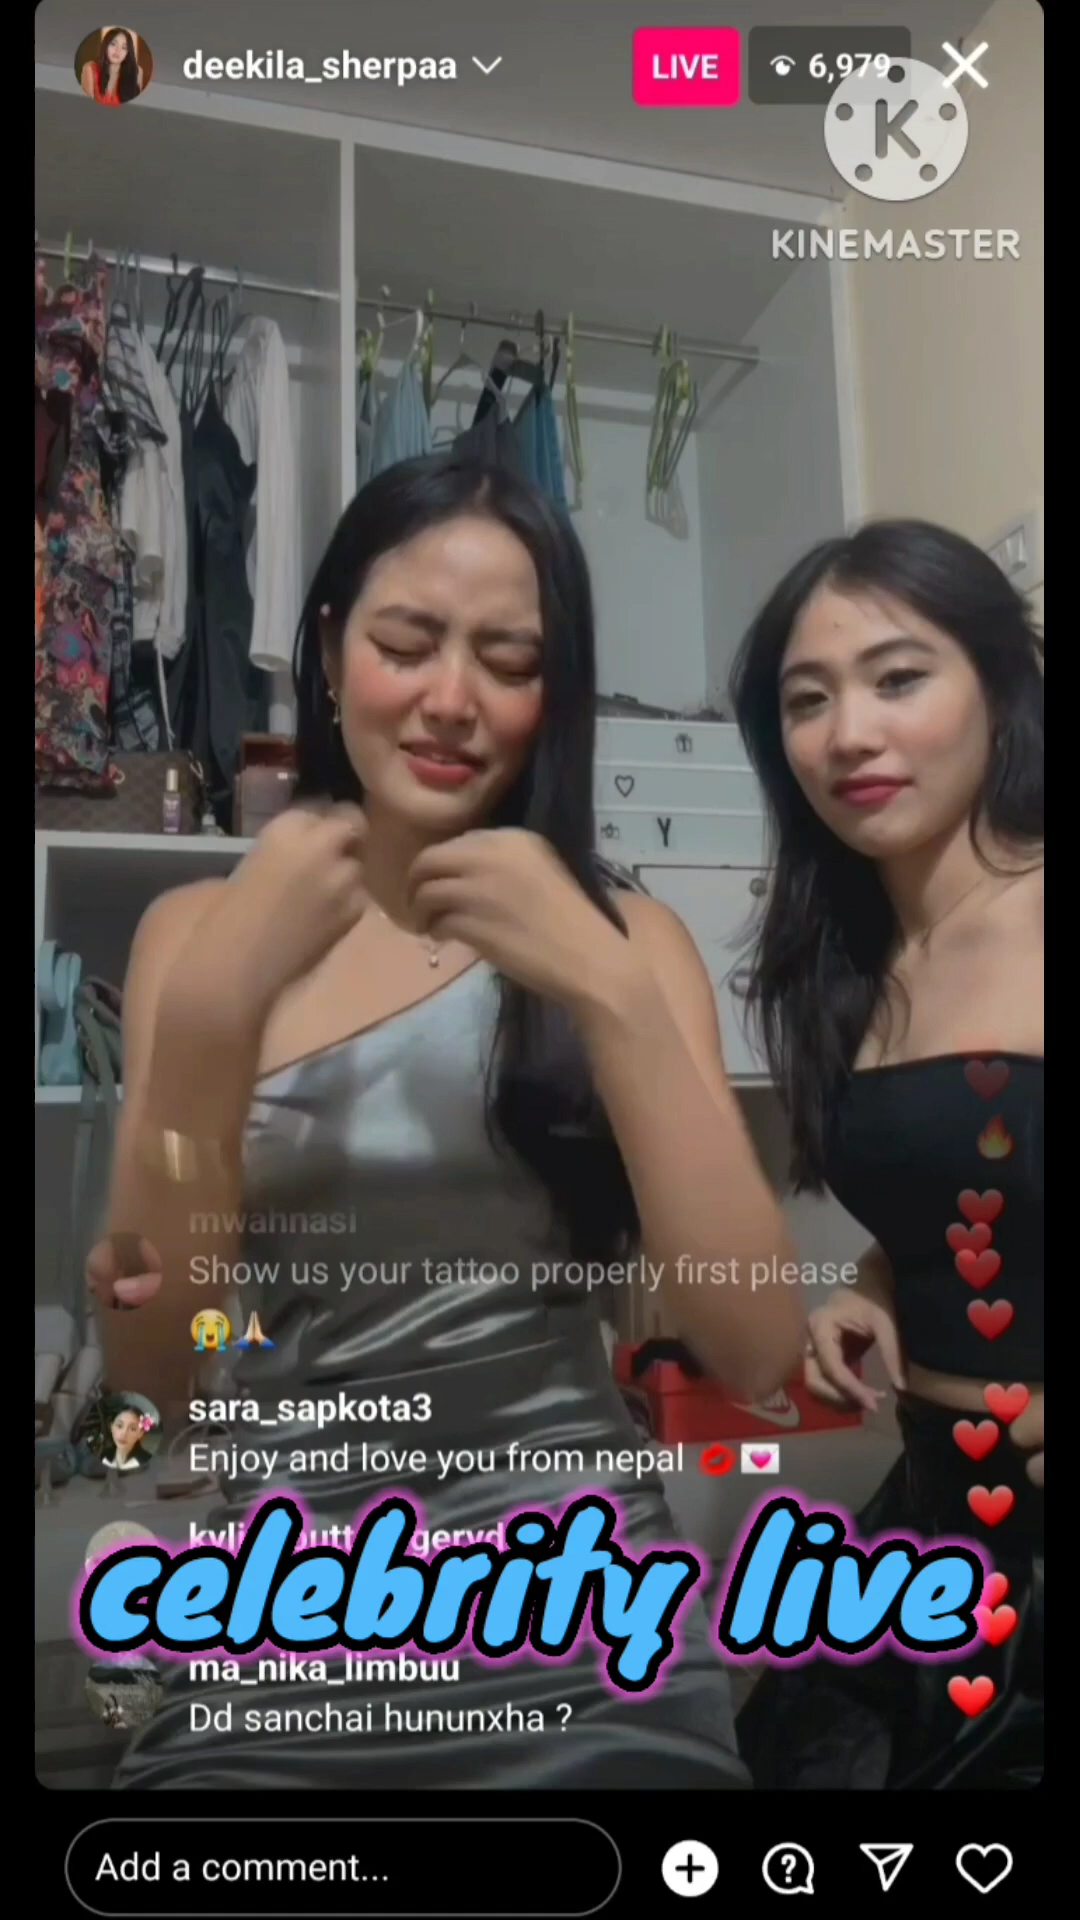 deekila_sherpaa
LIVE
6,979
K
KINEMASTER
Y
mwahnasi
Show us your tattoo properly first please
😭🙏🏻
sara_sapkota3
Enjoy and love you from nepal 💋💌
celebrity live
ma_nika_limbuu
Dd sanchai hununxha ?
Add a comment...